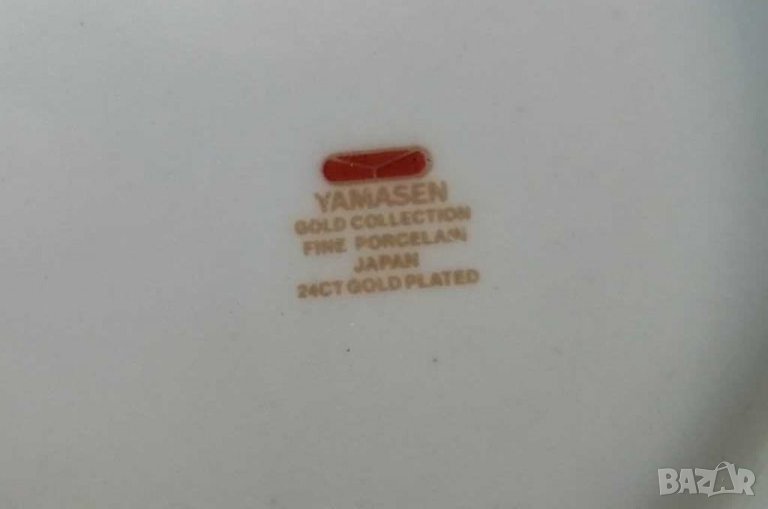 YAMASEN
GOLD COLLECTION
FINE PORCELAIN
JAPAN
24CT GOLD PLATED
BAZAR